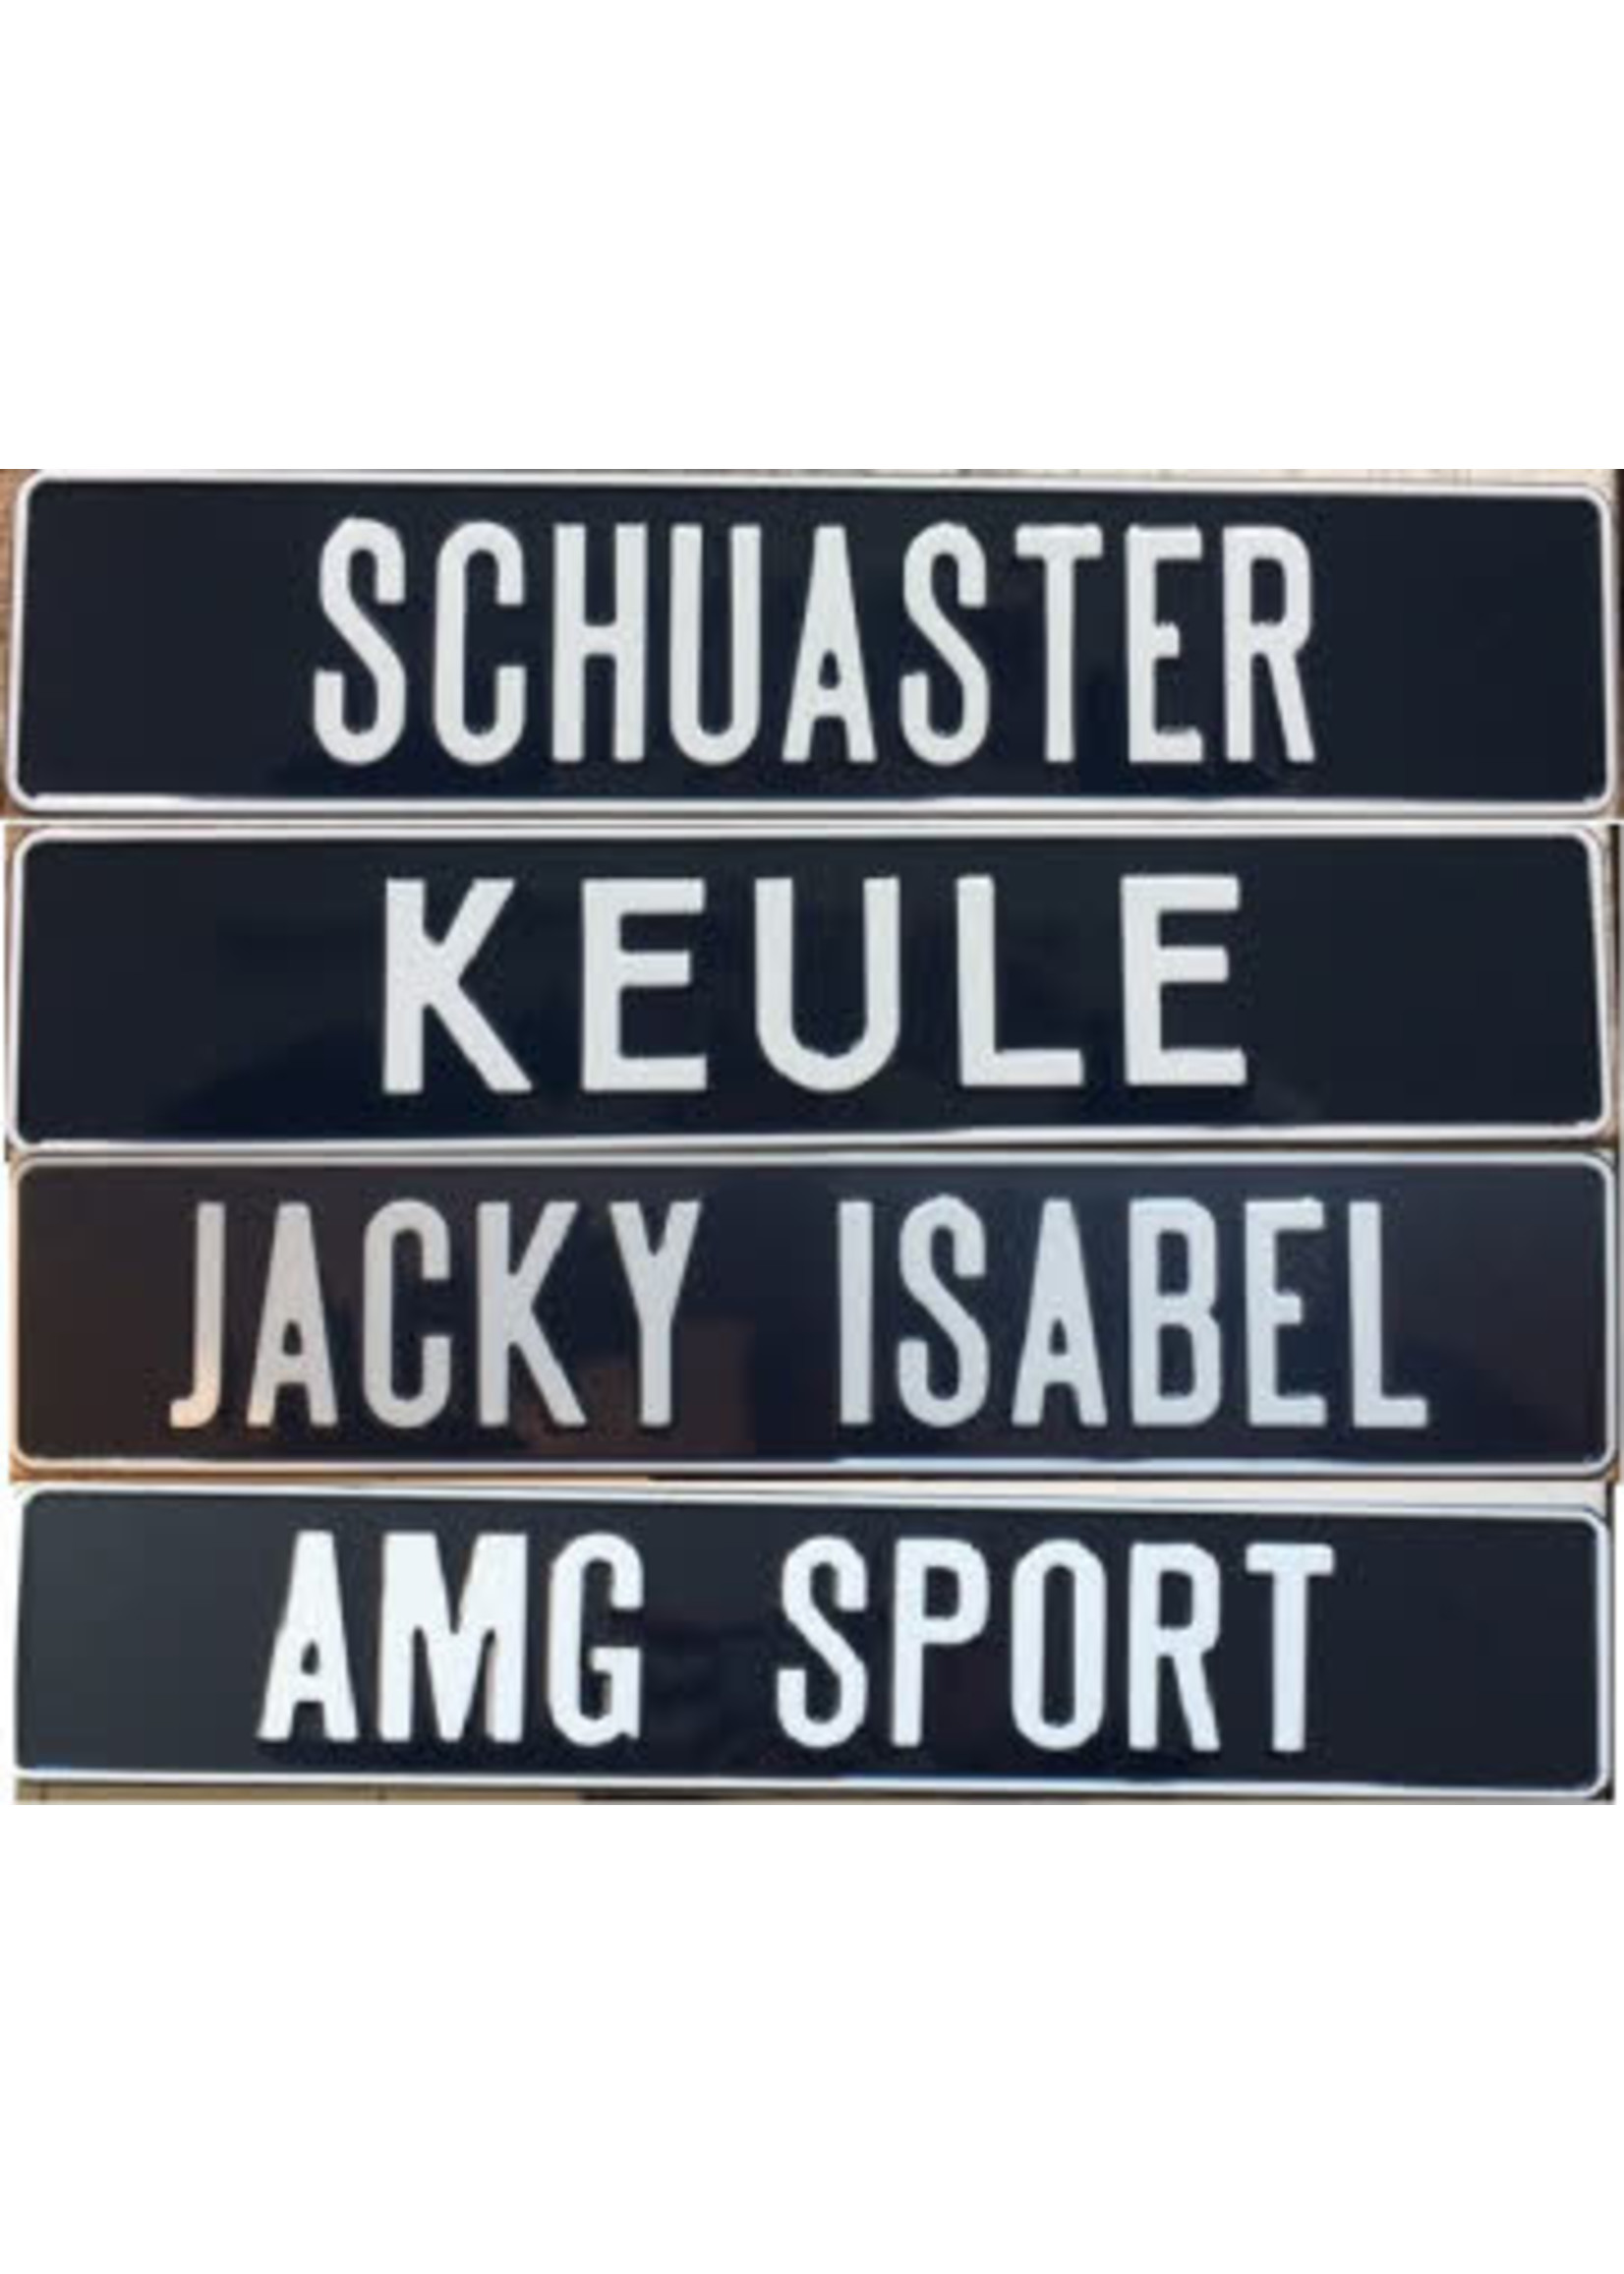 SCHUASTER
KEULE
JACKY ISABEL
AMG SPORT